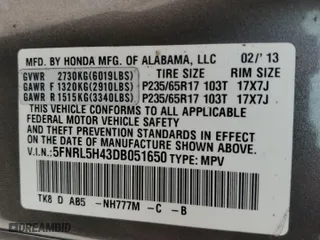 MFD. BY HONDA MFG. OF ALABAMA, LLC 02/'13
GVWR 2730KG(6019LBS) TIRE SIZE RIM SIZE
GAWR F 1320KG(2910LBS) P235/65R17 103T 17X7J
GAWR R 1515KG(3340LBS) P235/65R17 103T 17X7J
THIS VEHICLE CONFORMS TO ALL APPLICABLE
FEDERAL MOTOR VEHICLE SAFETY AND THEFT
PREVENTION STANDARDS IN EFFECT ON THE DATE
OF MANUFACTURE SHOWN ABOVE.
V.I.N: 5FNRL5H43DB051650 TYPE: MPV
TK8 D AB5 -NH777M -C -B
© DEALERACCELERATE.COM